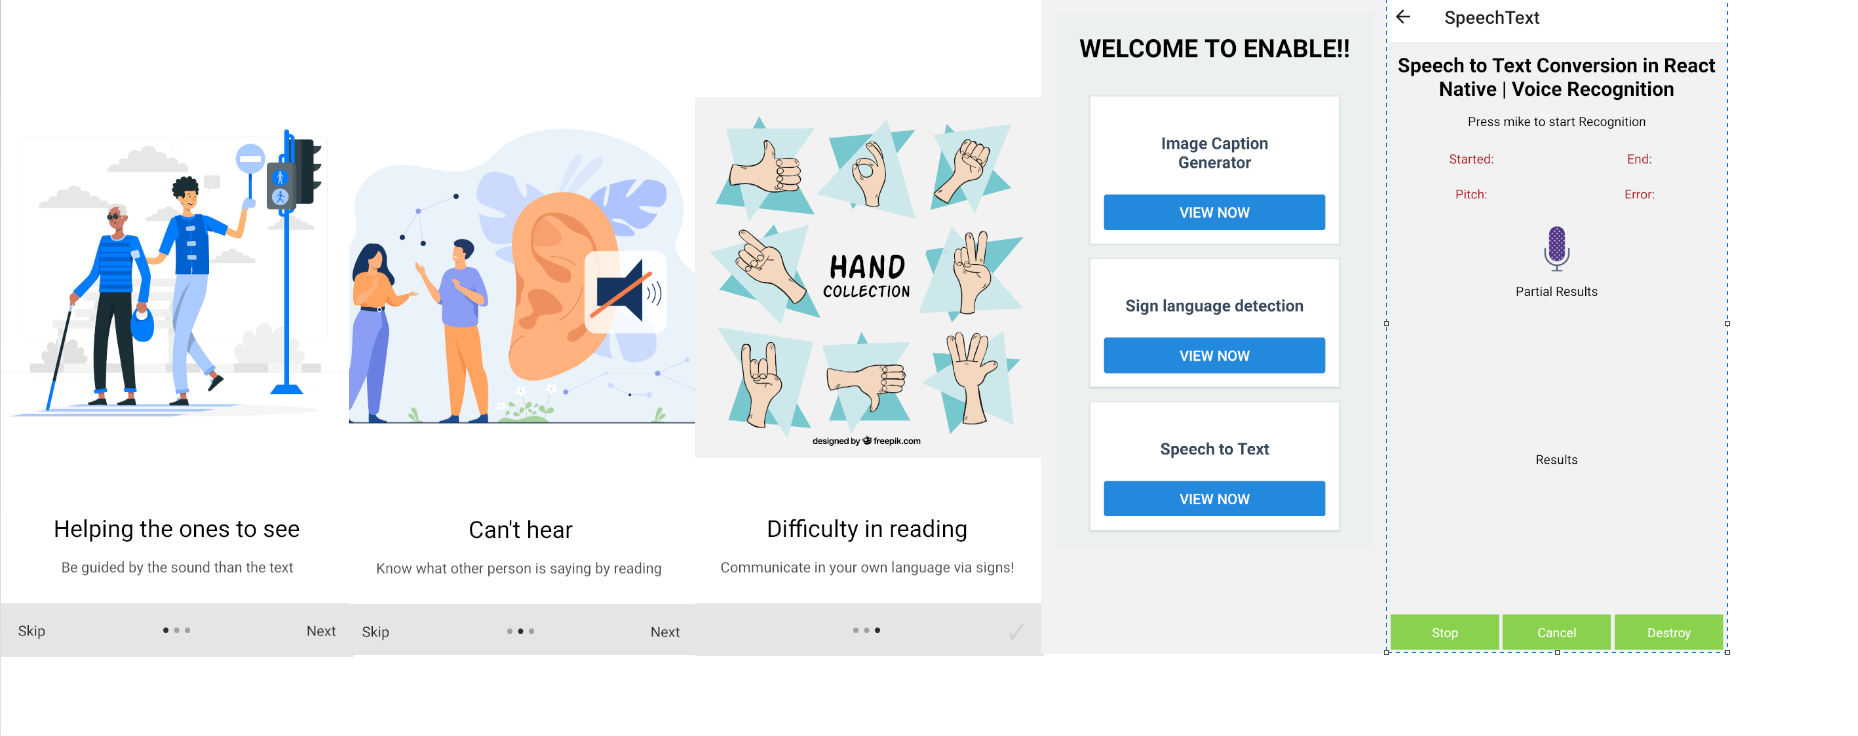 Helping the ones to see
Be guided by the sound than the text
Skip
Next
Can't hear
Know what other person is saying by reading
Skip
Next
HAND
COLLECTION
designed by freepik.com
Difficulty in reading
Communicate in your own language via signs!
WELCOME TO ENABLE!!
Image Caption
Generator
VIEW NOW
Sign language detection
VIEW NOW
Speech to Text
VIEW NOW
SpeechText
Speech to Text Conversion in React
Native | Voice Recognition
Press mike to start Recognition
Started:
End:
Pitch:
Error:
Partial Results
Results
Stop
Cancel
Destroy